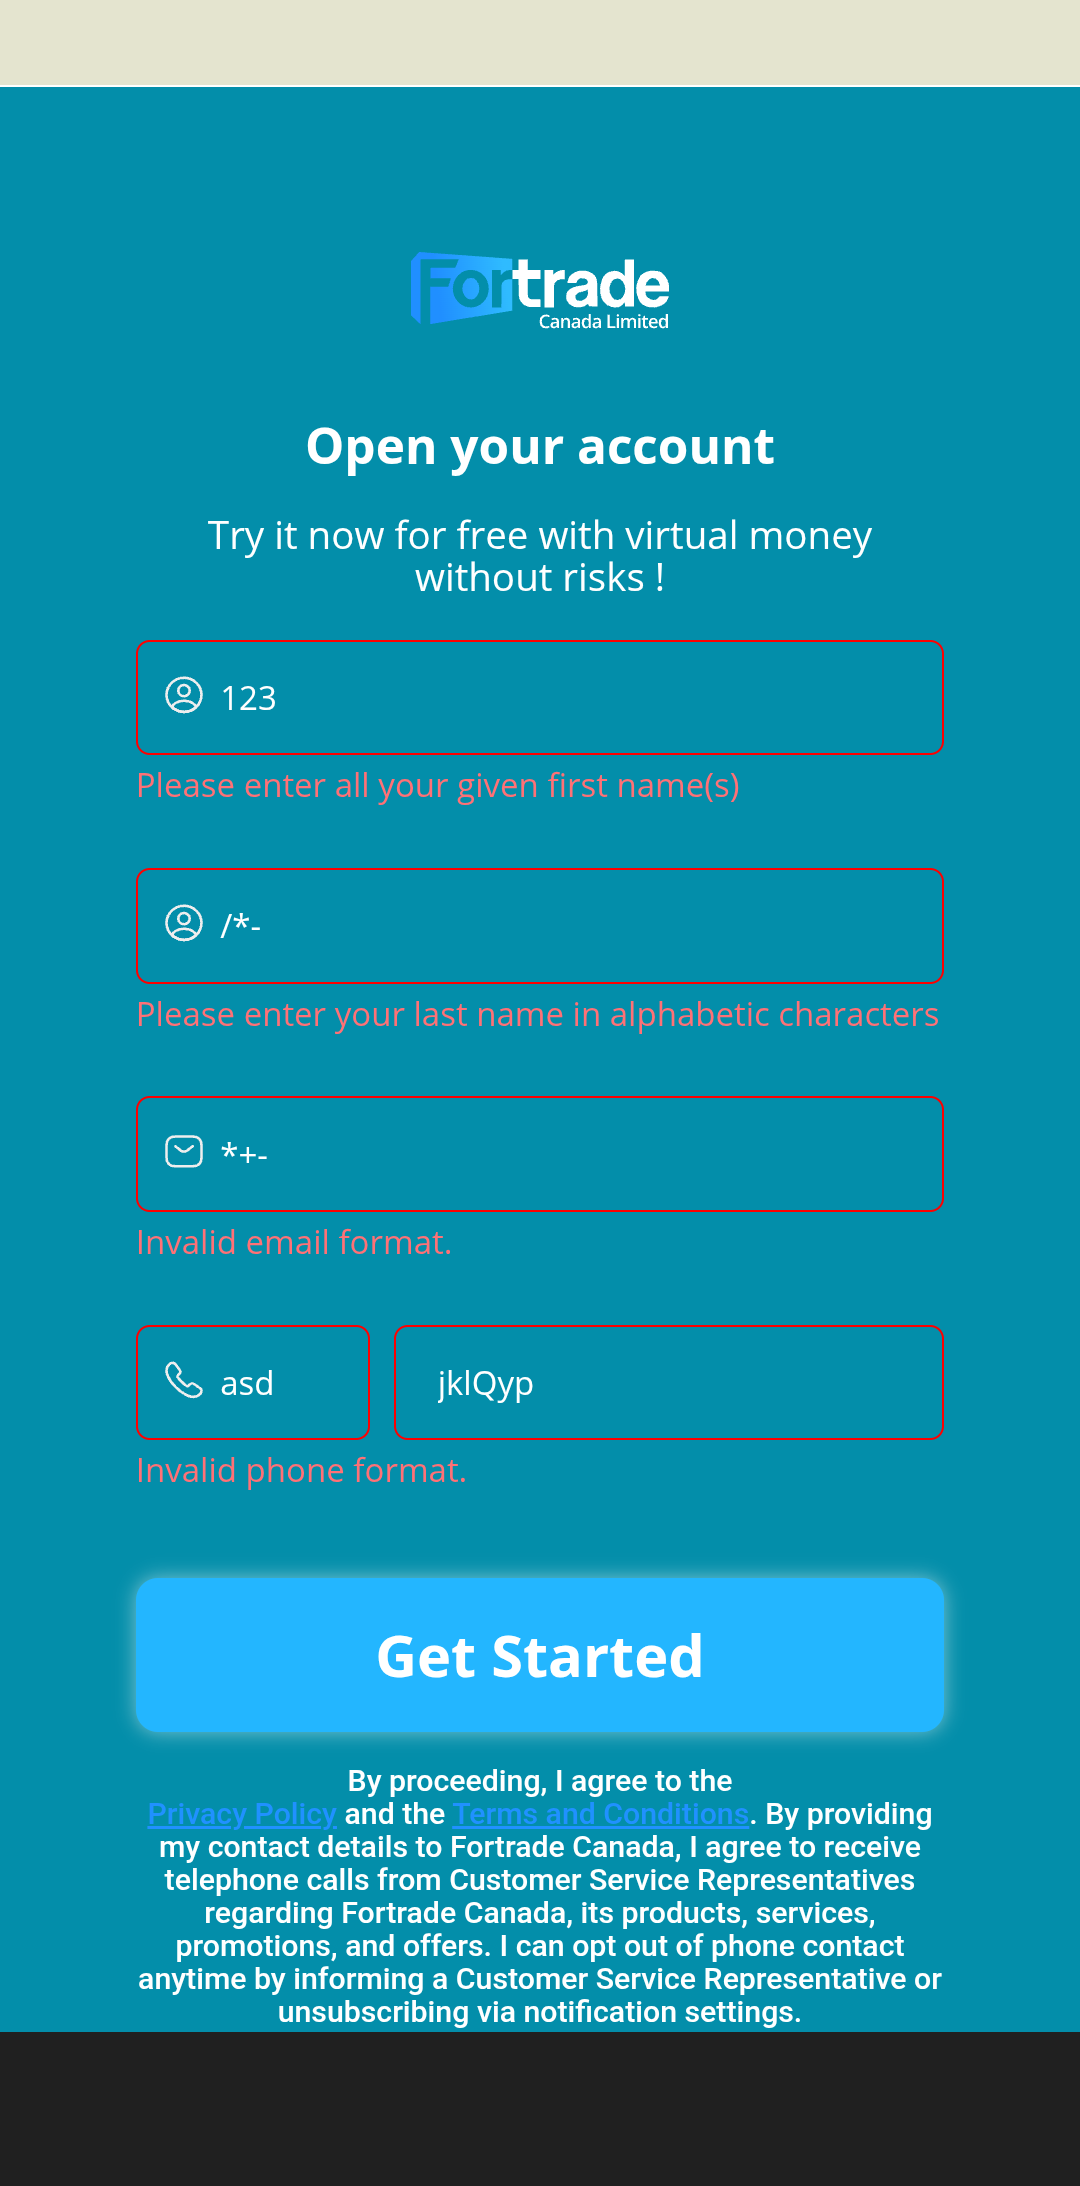 Fortrade
Canada Limited
Open your account
Try it now for free with virtual money
without risks !
123
Please enter all your given first name(s)
/*-
Please enter your last name in alphabetic characters
*+-
Invalid email format.
asd jklQyp
Invalid phone format.
Get Started
By proceeding, I agree to the
Privacy Policy and the Terms and Conditions. By providing
my contact details to Fortrade Canada, I agree to receive
telephone calls from Customer Service Representatives
regarding Fortrade Canada, its products, services,
promotions, and offers. I can opt out of phone contact
anytime by informing a Customer Service Representative or
unsubscribing via notification settings.